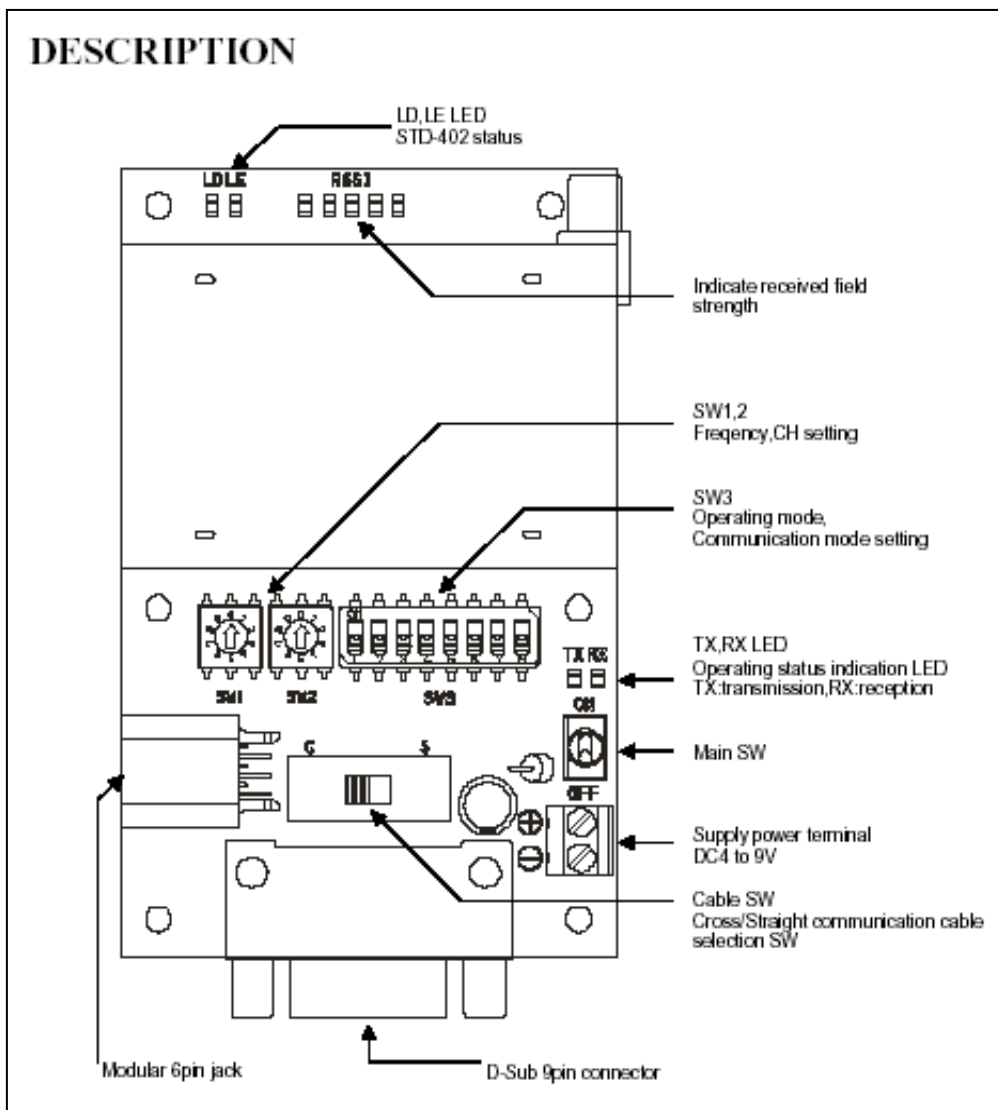 DESCRIPTION
LD,LE LED
STD-402 status
LD LE
RSSI
Indicate received field
strength
SW1,2
Freqency,CH setting
SW3
Operating mode,
Communication mode setting
SW1
SW2
SW3
TX RX
TX,RX LED
Operating status indication LED
TX:transmission,RX:reception
ON
C
S
Main SW
OFF
Supply power terminal
DC4 to 9V
Cable SW
Cross/Straight communication cable
selection SW
Modular 6pin jack
D-Sub 9pin connector